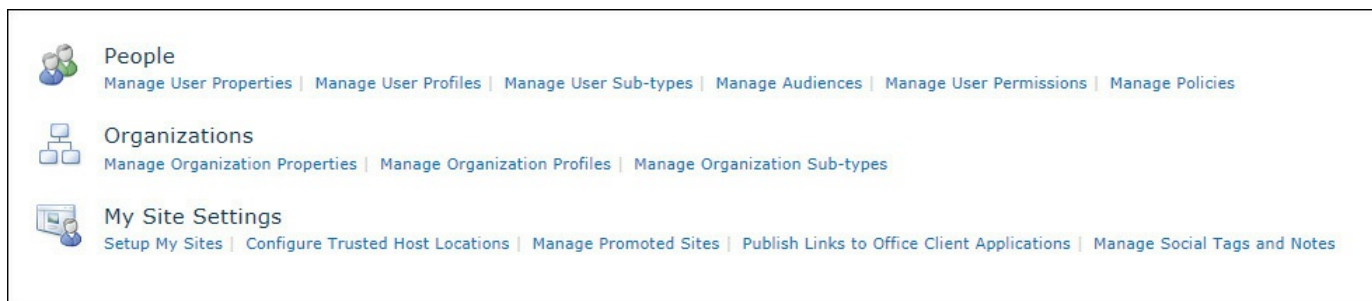 People
Manage User Properties | Manage User Profiles | Manage User Sub-types | Manage Audiences | Manage User Permissions | Manage Policies
Organizations
Manage Organization Properties | Manage Organization Profiles | Manage Organization Sub-types
My Site Settings
Setup My Sites | Configure Trusted Host Locations | Manage Promoted Sites | Publish Links to Office Client Applications | Manage Social Tags and Notes